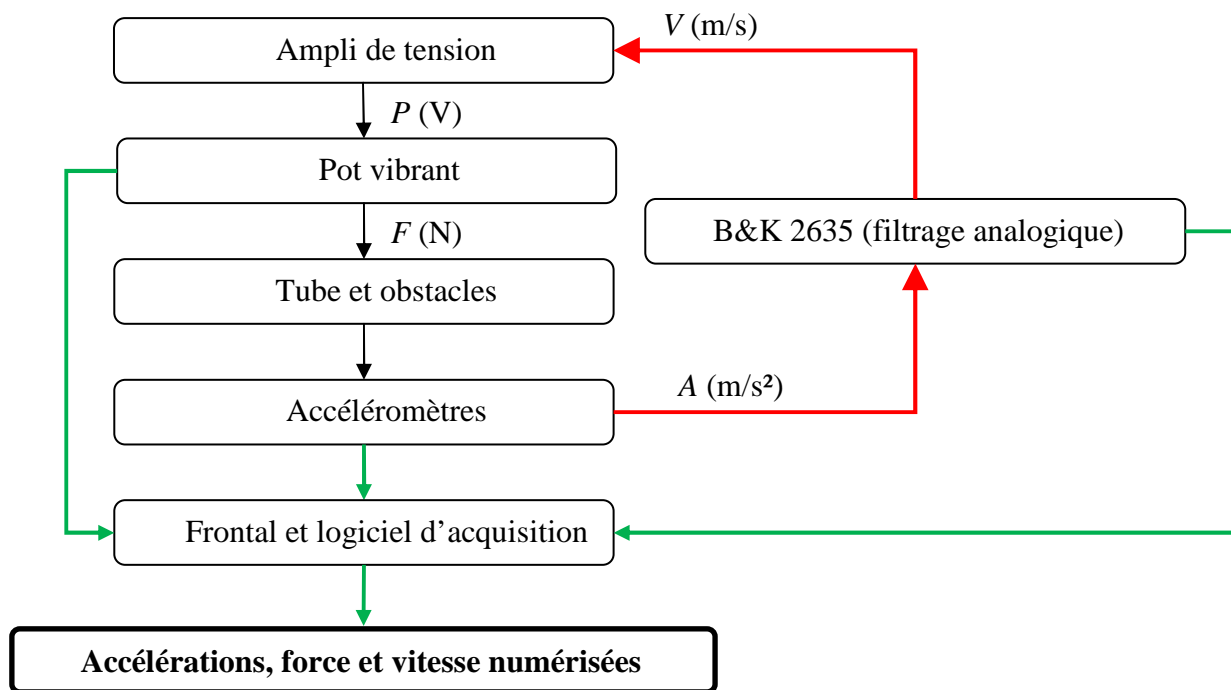 V (m/s)
Ampli de tension
P (V)
Pot vibrant
B&K 2635 (filtrage analogique)
F (N)
Tube et obstacles
A (m/s²)
Accéléromètres
Frontal et logiciel d’acquisition
Accélérations, force et vitesse numérisées